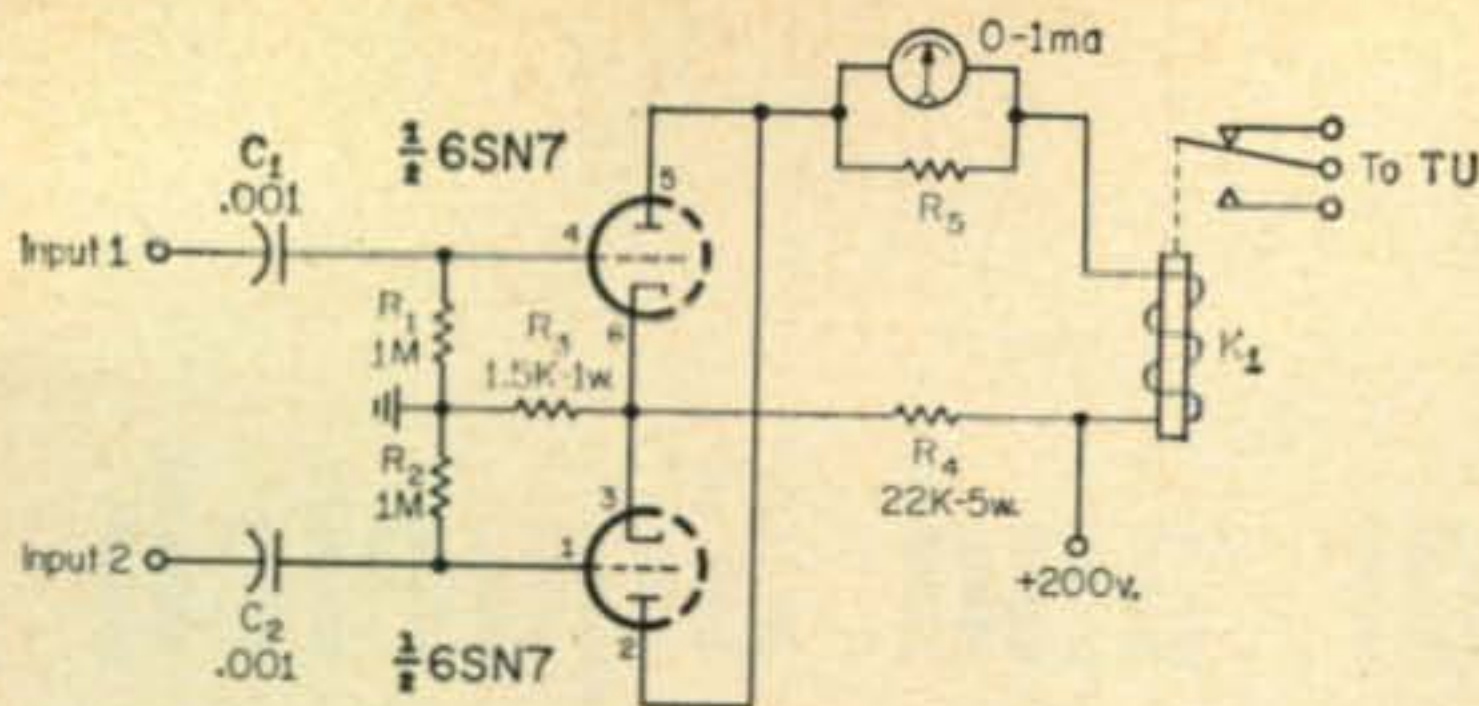 0-1ma
½ 6SN7
C₁
.001
5
To TU
R₅
Input 1
4
R₁
1M
R₃
1.5K-1w
6
K₁
R₂
1M
R₄
22K-5w.
3
Input 2
1
+200v.
C₂
.001
½ 6SN7
2